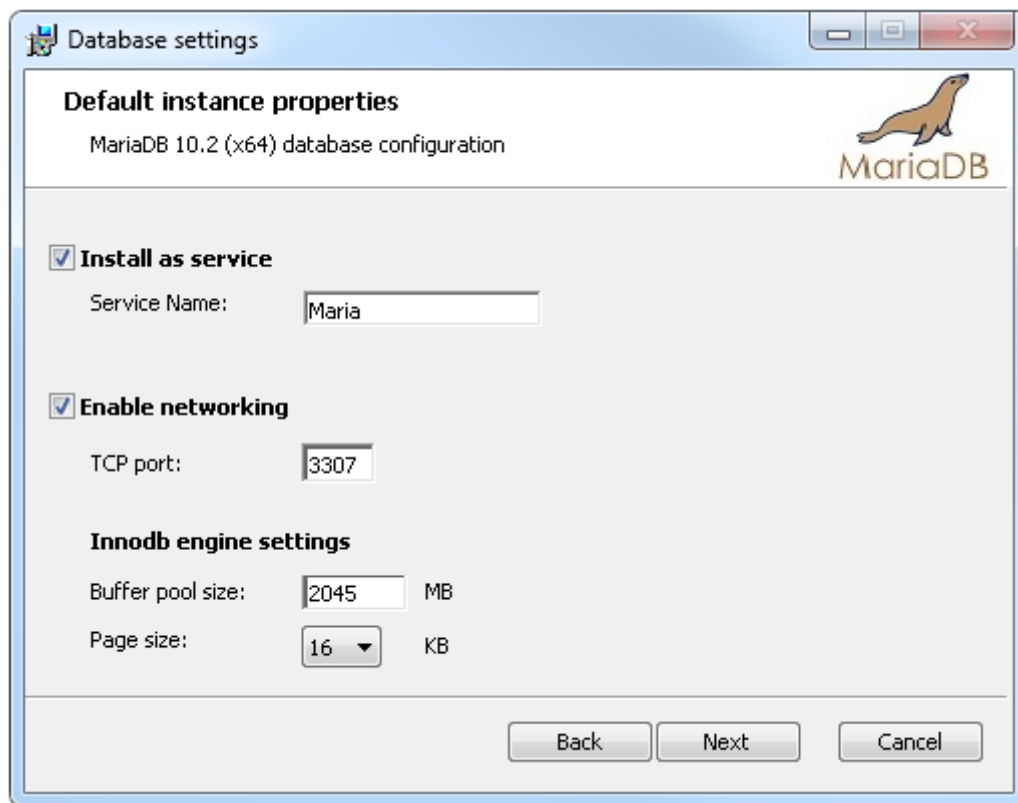 Database settings
Default instance properties
MariaDB 10.2 (x64) database configuration
MariaDB
Install as service
Service Name: Maria
Enable networking
TCP port: 3307
Innodb engine settings
Buffer pool size: 2045 MB
Page size: 16 KB
Back Next Cancel